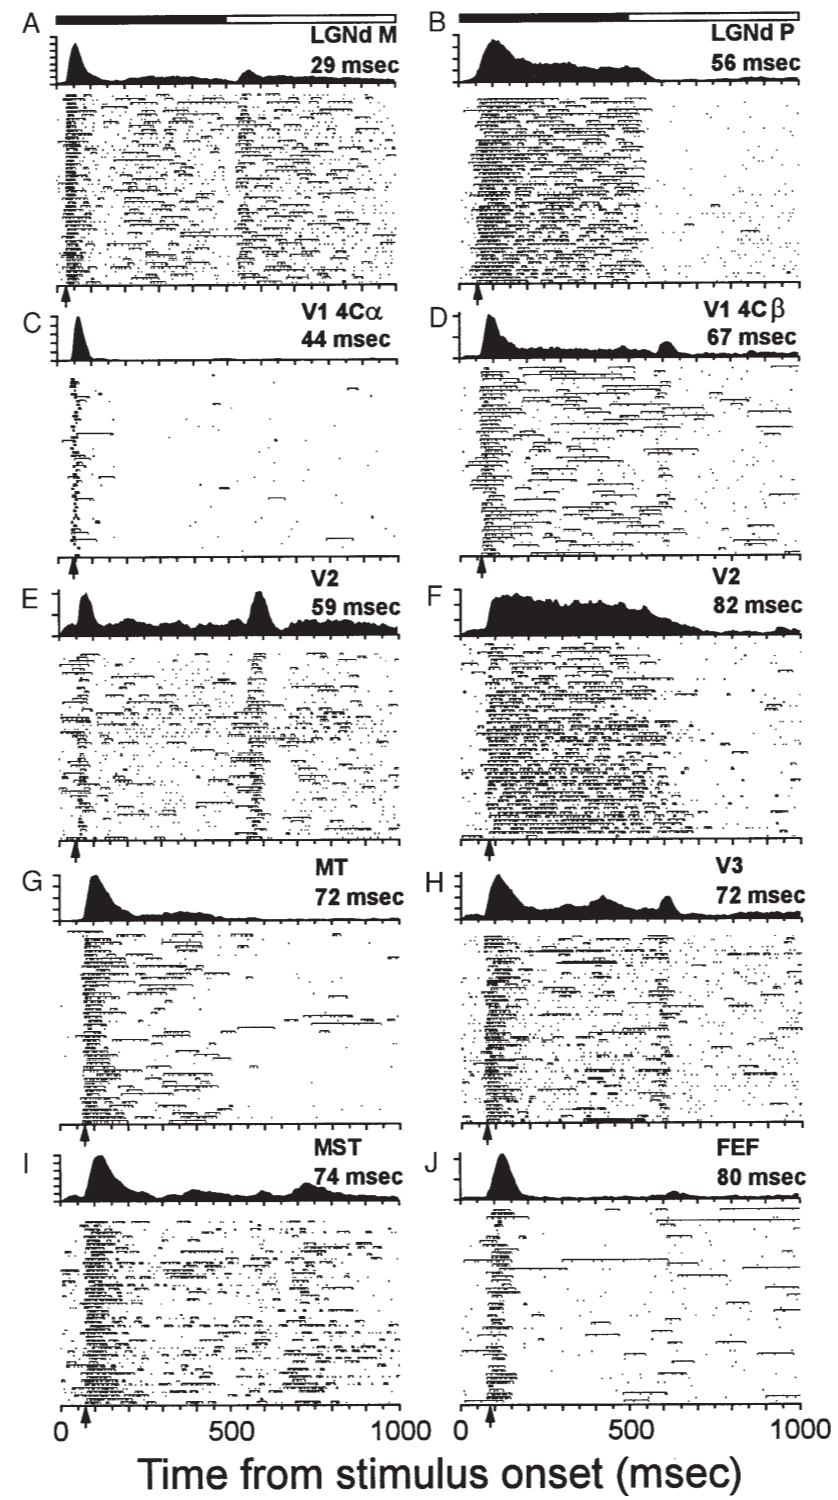 A
LGNd M
29 msec
B
LGNd P
56 msec
C
V1 4Cα
44 msec
D
V1 4Cβ
67 msec
E
V2
59 msec
F
V2
82 msec
G
MT
72 msec
H
V3
72 msec
I
MST
74 msec
J
FEF
80 msec
0 500 1000 0 500 1000
Time from stimulus onset (msec)